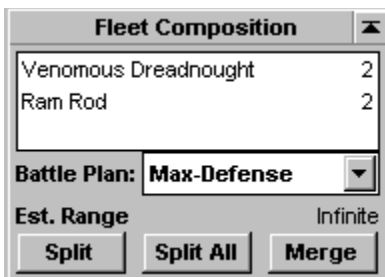 Fleet Composition
Venomous Dreadnought 2
Ram Rod 2
Battle Plan: Max-Defense
Est. Range Infinite
Split Split All Merge